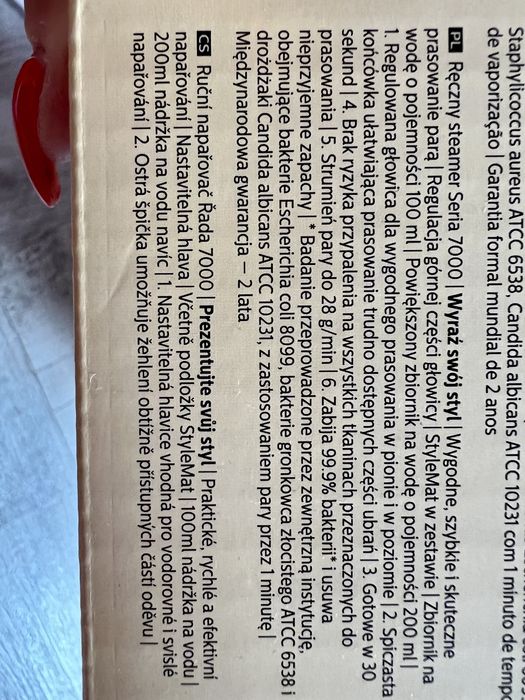 Staphylicoccus aureus ATCC 6538, Candida albicans ATCC 10231 com 1 minuto de
de vaporização | Garantia formal mundial de 2 anos
PL Ręczny steamer Seria 7000 | Wyraź swój styl | Wygodne, szybkie i skuteczne
prasowanie parą | Regulacja górnej części głowicy | StyleMat w zestawie | Zbiornik na
wodę o pojemności 100 ml | Powiększony zbiornik na wodę o pojemności 200 ml |
1. Regulowana głowica dla wygodnego prasowania w pionie i w poziomie | 2. Spiczasta
końcówka ułatwiająca prasowanie trudno dostępnych części ubrań | 3. Gotowe w 30
sekund | 4. Brak ryzyka przypalenia na wszystkich tkaninach przeznaczonych do
prasowania | 5. Strumień pary do 28 g/min | 6. Zabija 99.9% bakterii* i usuwa
nieprzyjemne zapachy | *Badanie przeprowadzone przez zewnętrzną instytucję,
obejmujące bakterie Escherichia coli 8099, bakterie gronkowca złocistego ATCC 6538 i
drożdżaki Candida albicans ATCC 10231, z zastosowaniem pary przez 1 minutę |
Międzynarodowa gwarancja – 2 lata
CS Ruční napařovač Řada 7000 | Prezentujte svůj styl | Praktické, rychlé a efektivní
napařování | Nastavitelná hlava | Včetně podložky StyleMat | 100ml nádržka na vodu |
200ml nádržka na vodu navíc | 1. Nastavitelná hlavice vhodná pro vodorovné i svislé
napařování | 2. Ostrá špička umožňuje žehlení obtížně přístupných částí oděvu |